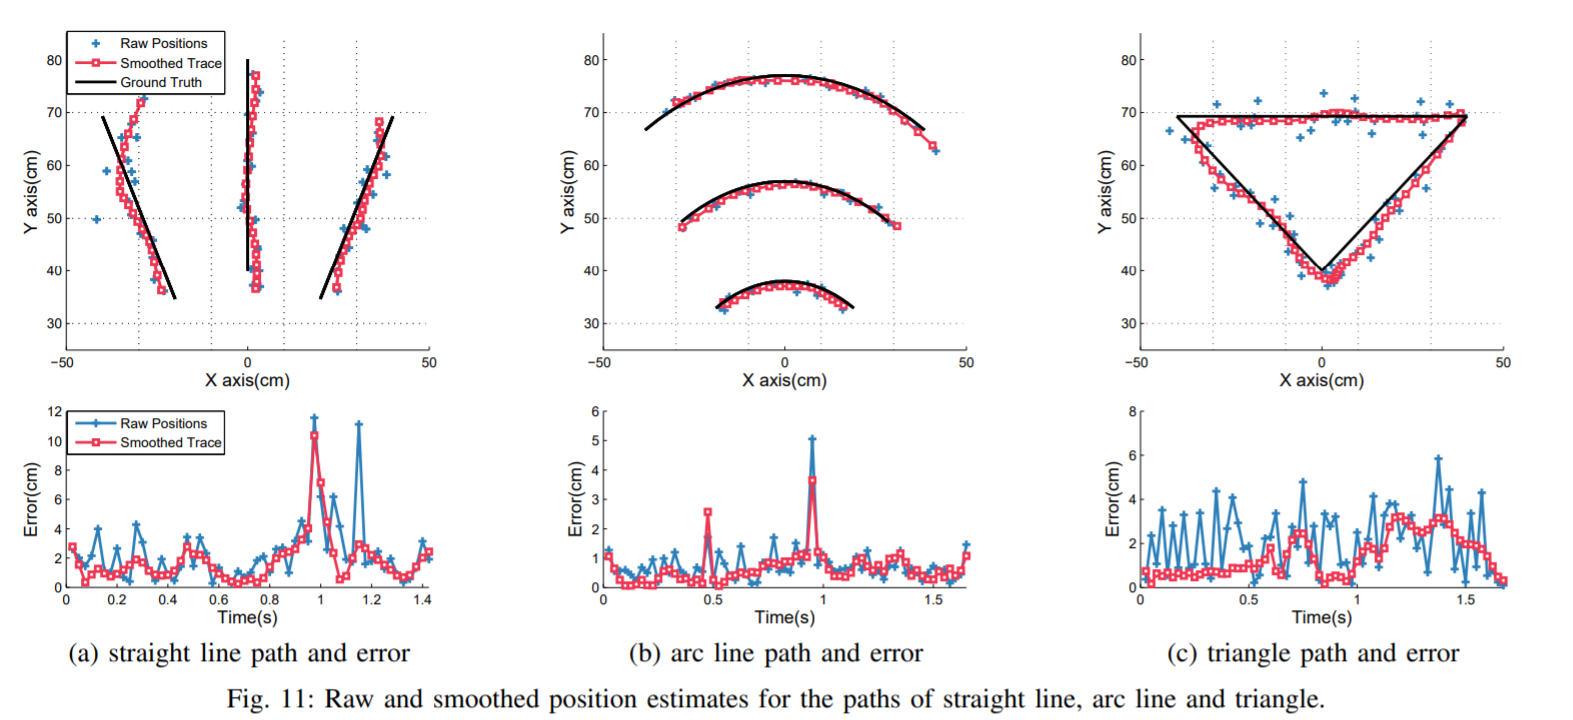 Raw Positions
Smoothed Trace
Ground Truth
80
70
60
50
40
30
Y axis(cm)
−50
0
50
X axis(cm)
80
70
60
50
40
30
Y axis(cm)
−50
0
50
X axis(cm)
80
70
60
50
40
30
Y axis(cm)
−50
0
50
X axis(cm)
Raw Positions
Smoothed Trace
12
10
8
6
4
2
0
Error(cm)
0
0.2
0.4
0.6
0.8
1
1.2
1.4
Time(s)
6
5
4
3
2
1
0
Error(cm)
0
0.5
1
1.5
Time(s)
8
6
4
2
0
Error(cm)
0
0.5
1
1.5
Time(s)
(a) straight line path and error
(b) arc line path and error
(c) triangle path and error
Fig. 11: Raw and smoothed position estimates for the paths of straight line, arc line and triangle.